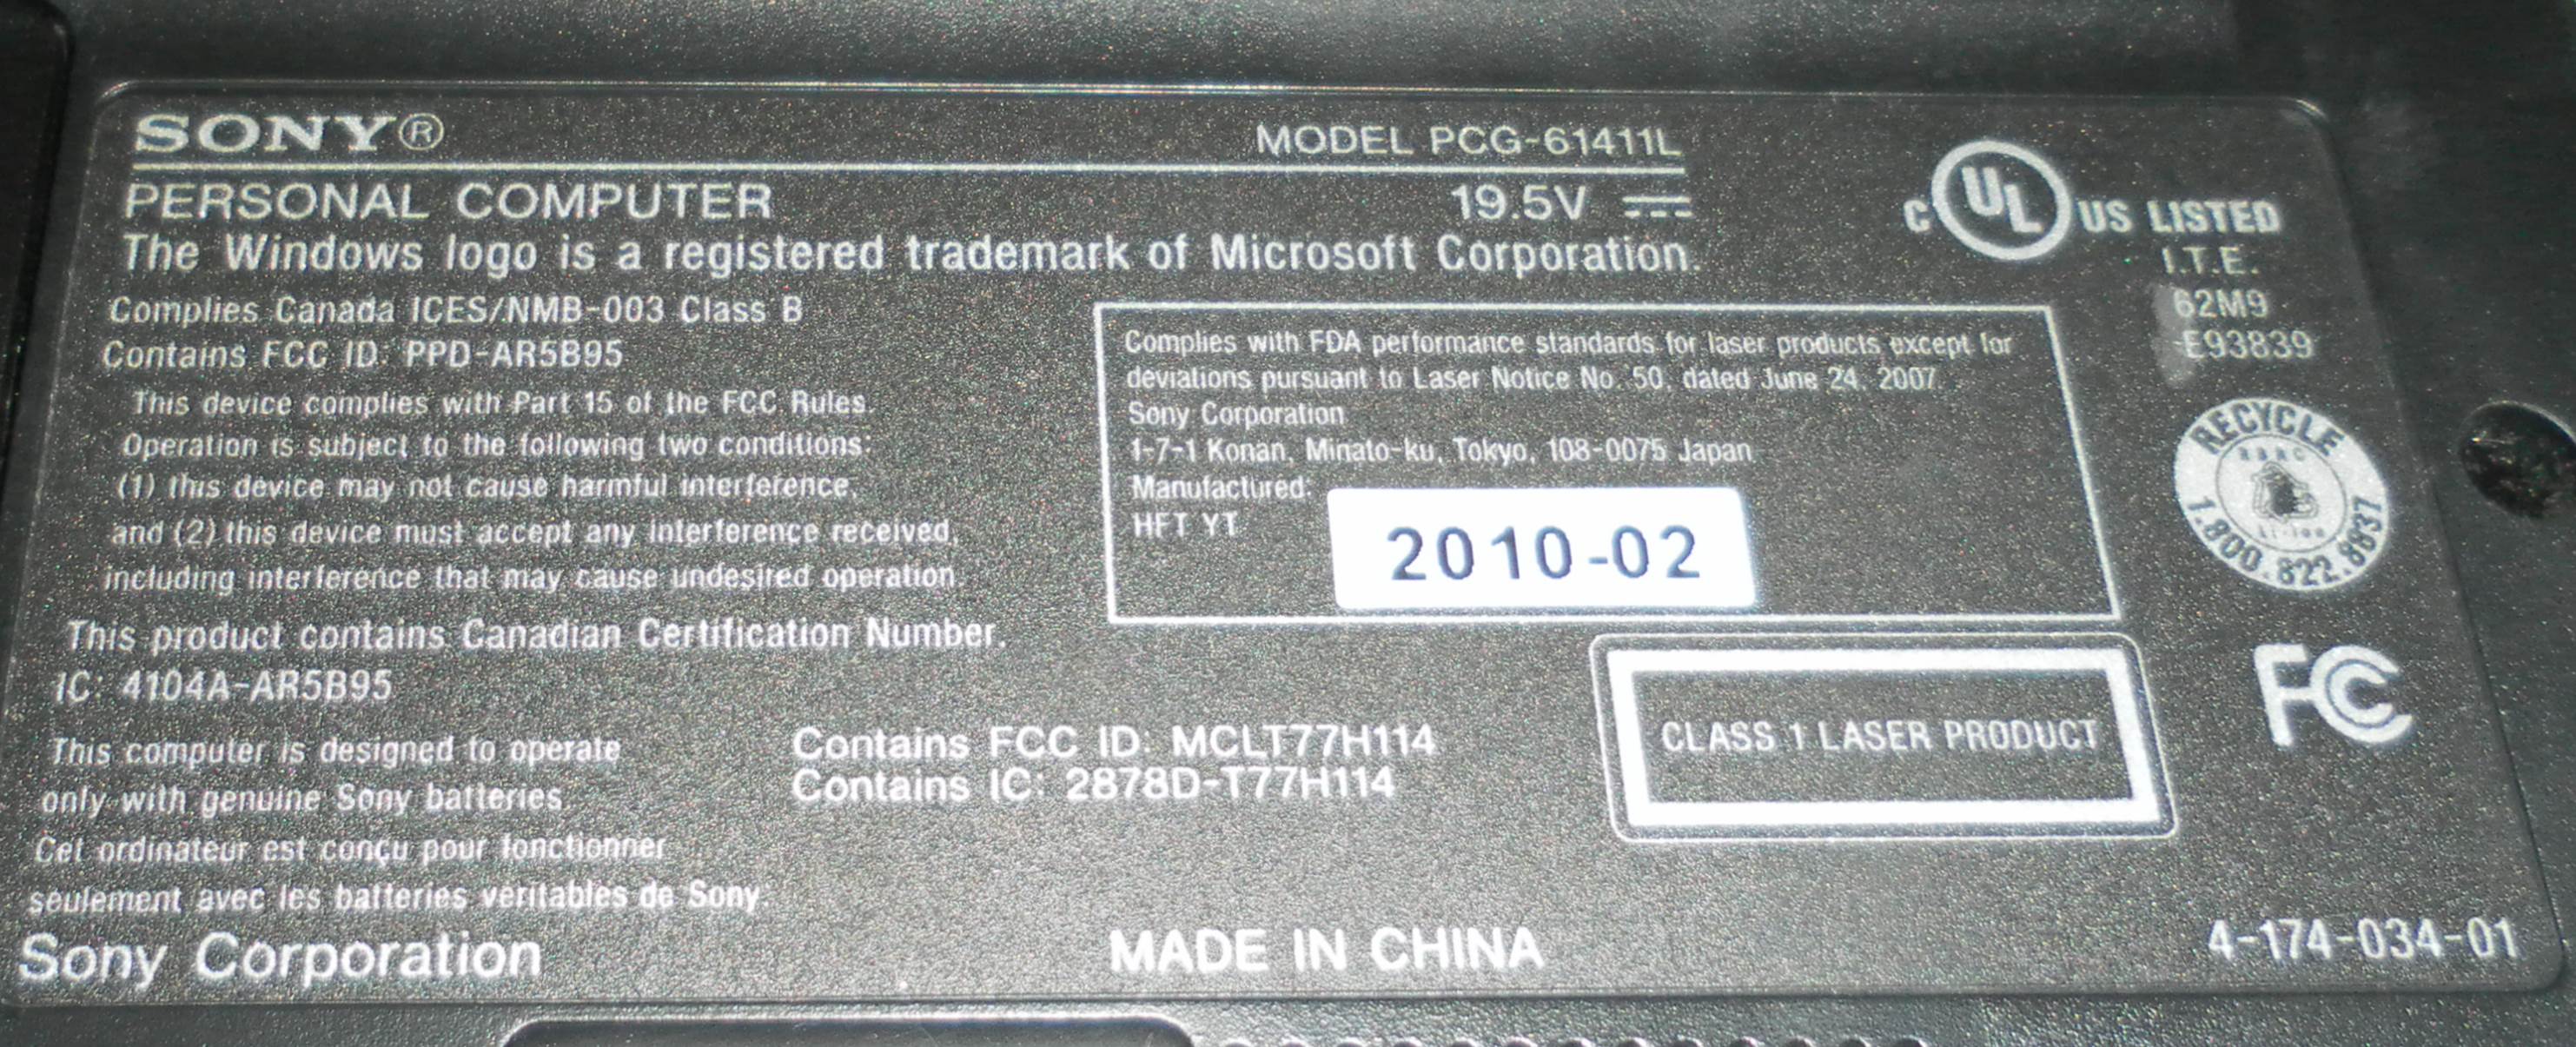 SONY®
MODEL PCG-61411L
PERSONAL COMPUTER
19.5V
The Windows logo is a registered trademark of Microsoft Corporation.
C UL US LISTED
I.T.E.
62M9
E93839
Complies Canada ICES/NMB-003 Class B
Contains FCC ID: PPD-AR5B95
This device complies with Part 15 of the FCC Rules.
Operation is subject to the following two conditions:
(1) this device may not cause harmful interference,
and (2) this device must accept any interference received,
including interference that may cause undesired operation.
Complies with FDA performance standards for laser products except for
deviations pursuant to Laser Notice No. 50, dated June 24, 2007
Sony Corporation
1-7-1 Konan, Minato-ku, Tokyo, 108-0075 Japan
Manufactured:
HFT YT
2010-02
RECYCLE
RBRC
Li-ion
1.800.822.8837
This product contains Canadian Certification Number.
IC: 4104A-AR5B95
This computer is designed to operate
only with genuine Sony batteries
Cet ordinateur est conçu pour fonctionner
seulement avec les batteries véritables de Sony.
Contains FCC ID: MCLT77H114
Contains IC: 2878D-T77H114
CLASS 1 LASER PRODUCT
FC
Sony Corporation
MADE IN CHINA
4-174-034-01